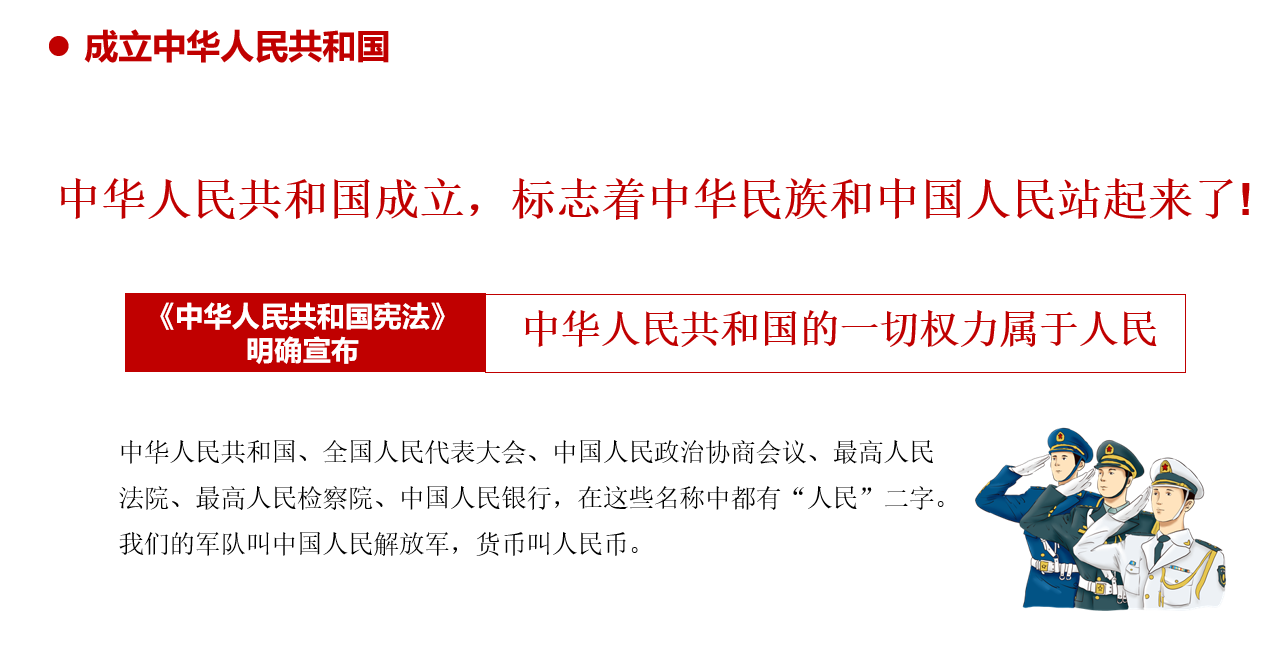 成立中华人民共和国
中华人民共和国成立，标志着中华民族和中国人民站起来了!
《中华人民共和国宪法》
明确宣布
中华人民共和国的一切权力属于人民
中华人民共和国、全国人民代表大会、中国人民政治协商会议、最高人民
法院、最高人民检察院、中国人民银行，在这些名称中都有“人民”二字。
我们的军队叫中国人民解放军，货币叫人民币。